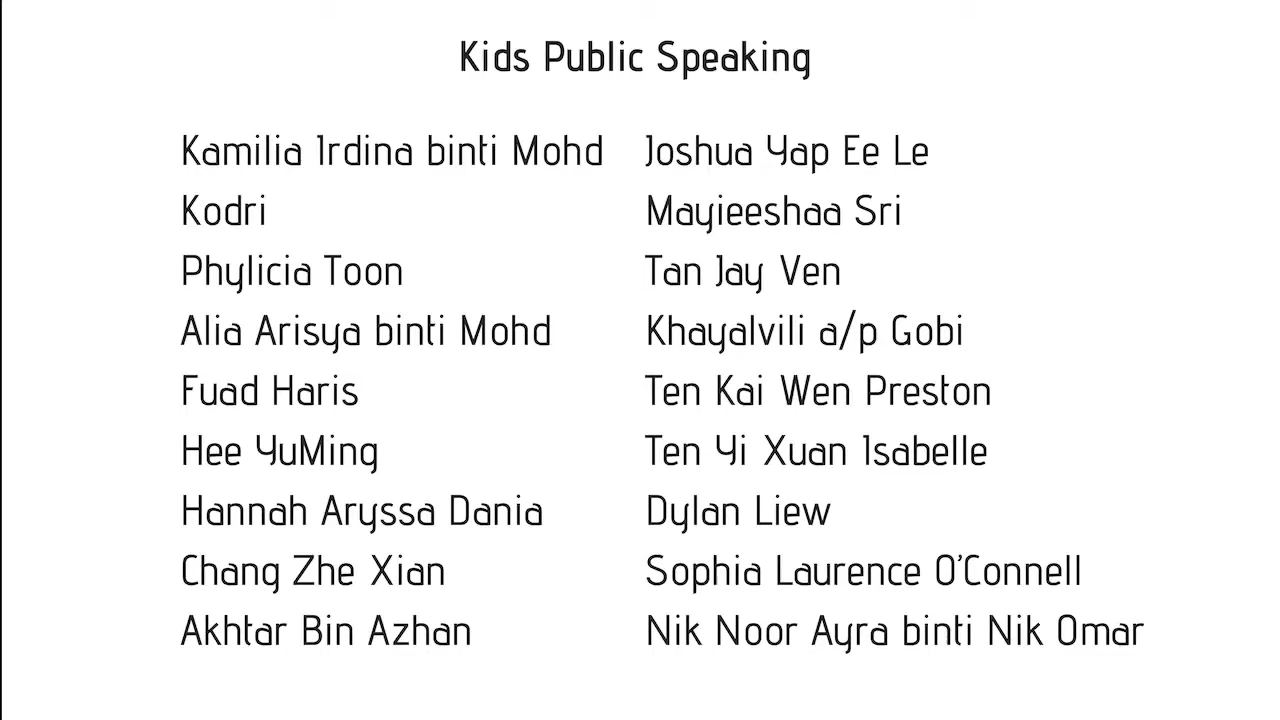 Kids Public Speaking
Kamilia Irdina binti Mohd
Kodri
Phylicia Toon
Alia Arisya binti Mohd
Fuad Haris
Hee YuMing
Hannah Aryssa Dania
Chang Zhe Xian
Akhtar Bin Azhan
Joshua Yap Ee Le
Mayieeshaa Sri
Tan Jay Ven
Khayalvili a/p Gobi
Ten Kai Wen Preston
Ten Yi Xuan Isabelle
Dylan Liew
Sophia Laurence O'Connell
Nik Noor Ayra binti Nik Omar